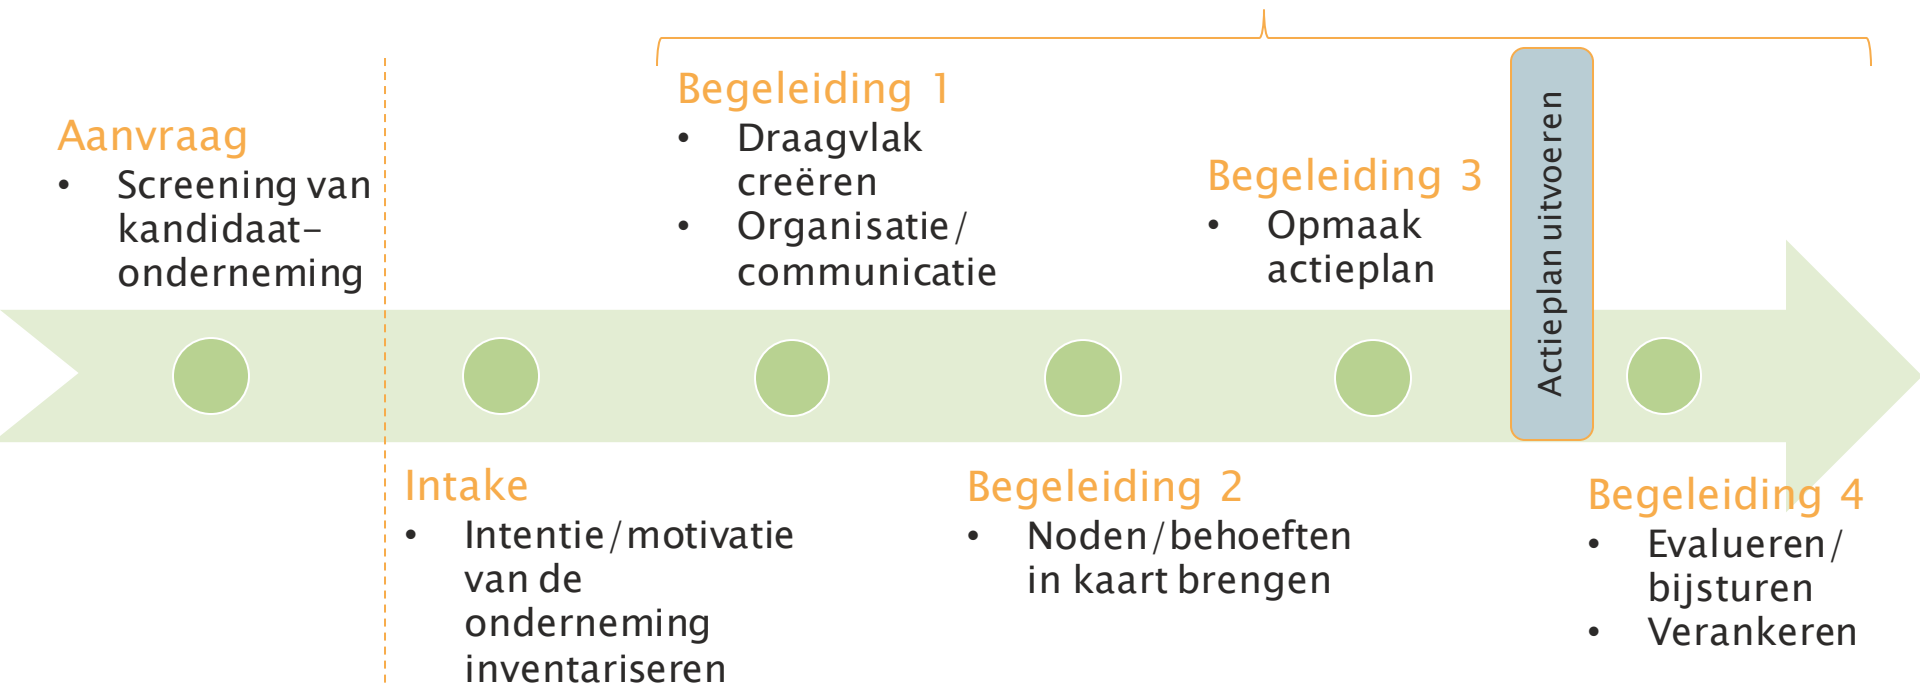 Aanvraag
• Screening van
kandidaat-
onderneming
Intake
• Intentie/motivatie
van de
onderneming
inventariseren
Begeleiding 1
• Draagvlak
creëren
• Organisatie/
communicatie
Begeleiding 2
• Noden/behoeften
in kaart brengen
Begeleiding 3
• Opmaak
actieplan
Actieplan uitvoeren
Begeleiding 4
• Evalueren/
bijsturen
• Verankeren